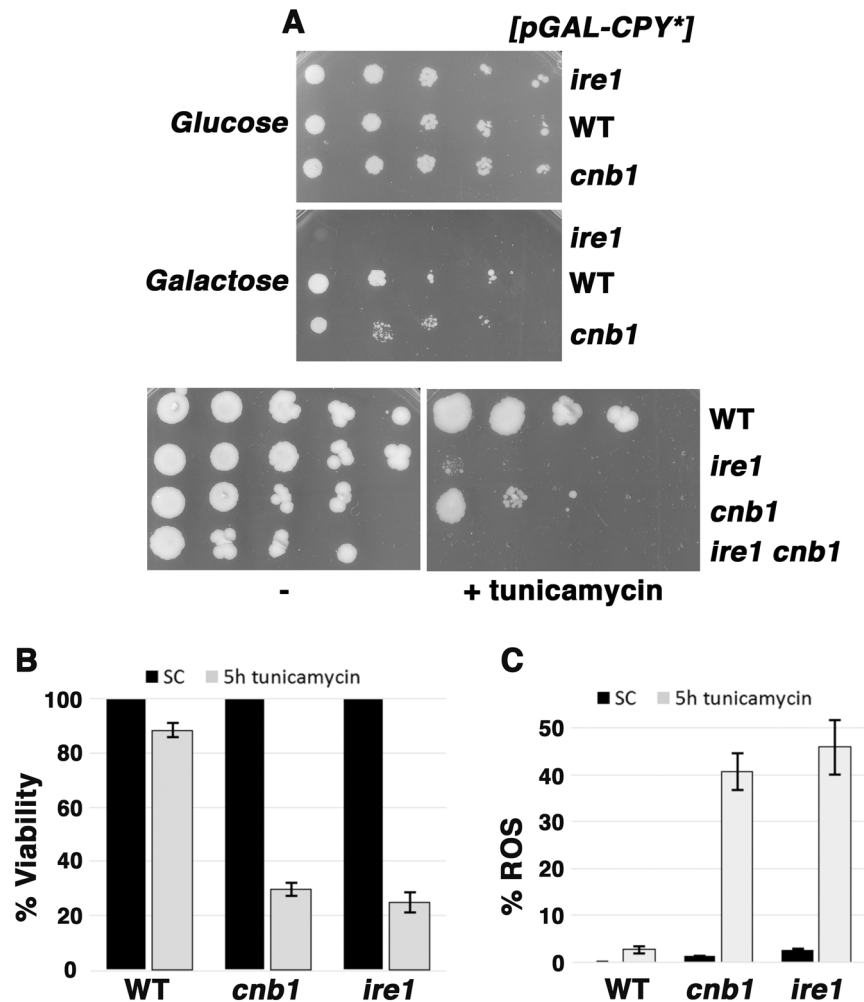 A
[pGAL-CPY*]
Glucose
ire1
WT
cnb1
Galactose
ire1
WT
cnb1
WT
ire1
cnb1
ire1 cnb1
-
+ tunicamycin
B
SC
5h tunicamycin
% Viability
100
80
60
40
20
0
WT
cnb1
ire1
C
SC
5h tunicamycin
% ROS
50
40
30
20
10
0
WT
cnb1
ire1